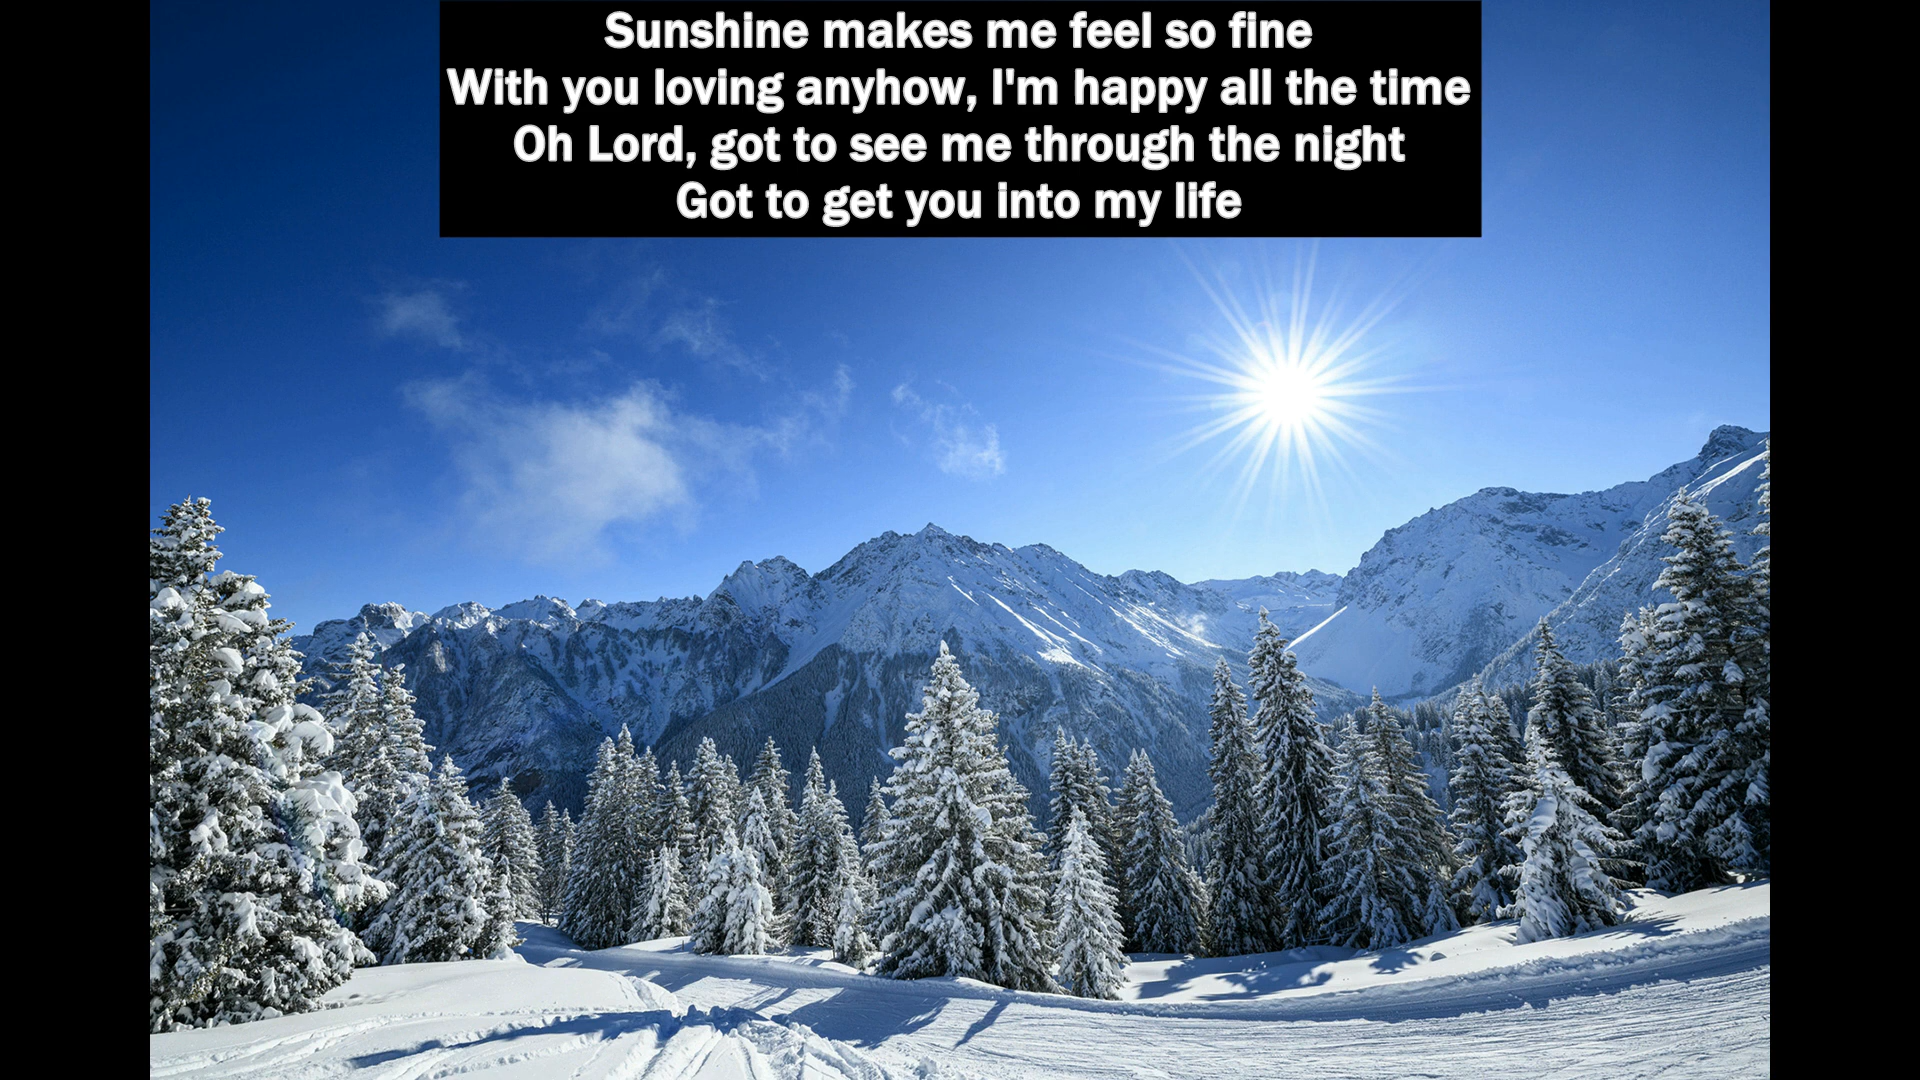 Sunshine makes me feel so fine
With you loving anyhow, I'm happy all the time
Oh Lord, got to see me through the night
Got to get you into my life